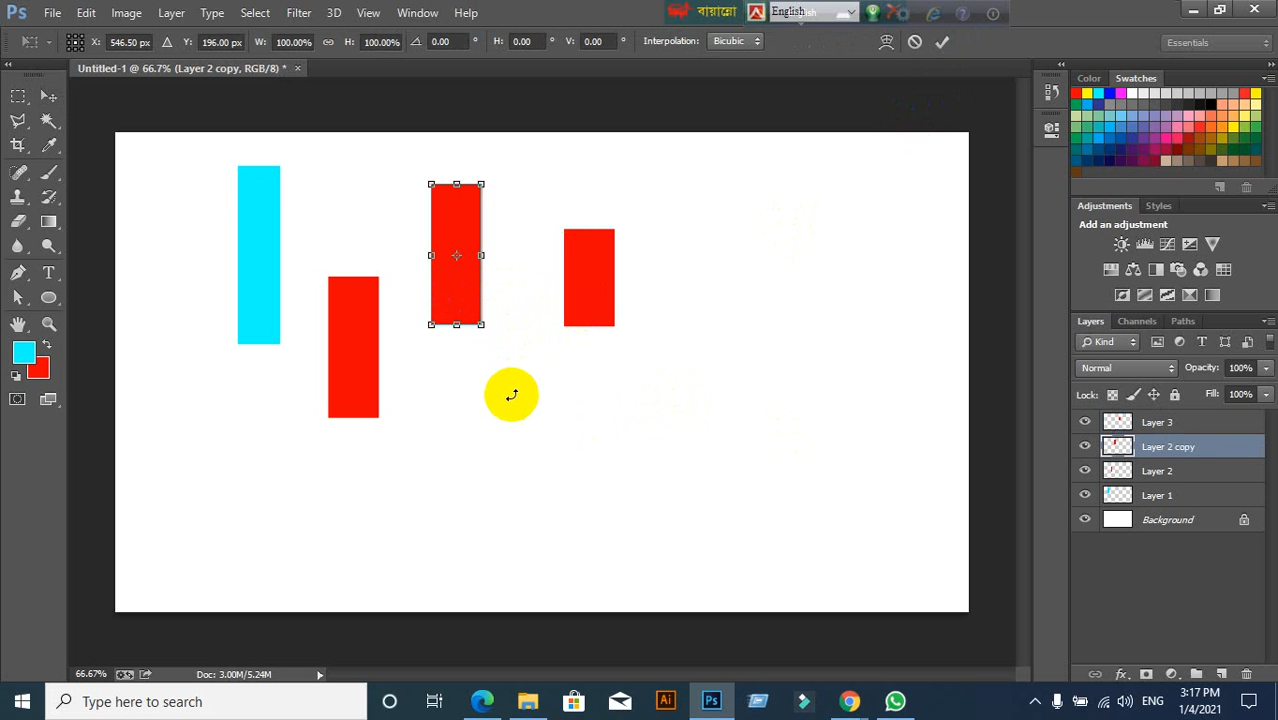 Ps File Edit Image Layer Type Select Filter 3D View Window Help
বায়ান্নো English
X: 546.50 px Y: 196.00 px W: 100.00% H: 100.00% 0.00 ° H: 0.00 ° V: 0.00 ° Interpolation: Bicubic Essentials
Untitled-1 @ 66.7% (Layer 2 copy, RGB/8) * ×
Color Swatches
Adjustments Styles
Add an adjustment
Layers Channels Paths
Kind
Normal Opacity: 100%
Lock: Fill: 100%
Layer 3
Layer 2 copy
Layer 2
Layer 1
Background
66.67% Doc: 3.00M/5.24M
Type here to search Ai Ps ENG 3:17 PM
1/4/2021